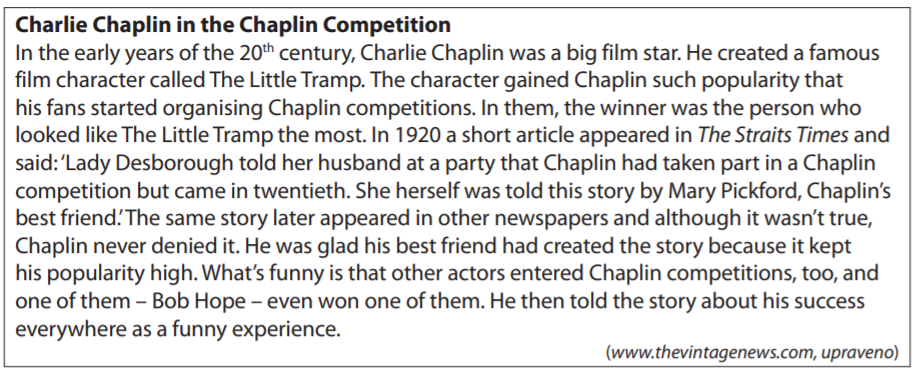 Charlie Chaplin in the Chaplin Competition
In the early years of the 20th century, Charlie Chaplin was a big film star. He created a famous
film character called The Little Tramp. The character gained Chaplin such popularity that
his fans started organising Chaplin competitions. In them, the winner was the person who
looked like The Little Tramp the most. In 1920 a short article appeared in The Straits Times and
said: ‘Lady Desborough told her husband at a party that Chaplin had taken part in a Chaplin
competition but came in twentieth. She herself was told this story by Mary Pickford, Chaplin’s
best friend.’ The same story later appeared in other newspapers and although it wasn’t true,
Chaplin never denied it. He was glad his best friend had created the story because it kept
his popularity high. What’s funny is that other actors entered Chaplin competitions, too, and
one of them – Bob Hope – even won one of them. He then told the story about his success
everywhere as a funny experience.
(www.thevintagenews.com, upraveno)